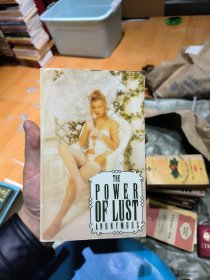 THE
POWER
OF LUST
ANONYMOUS